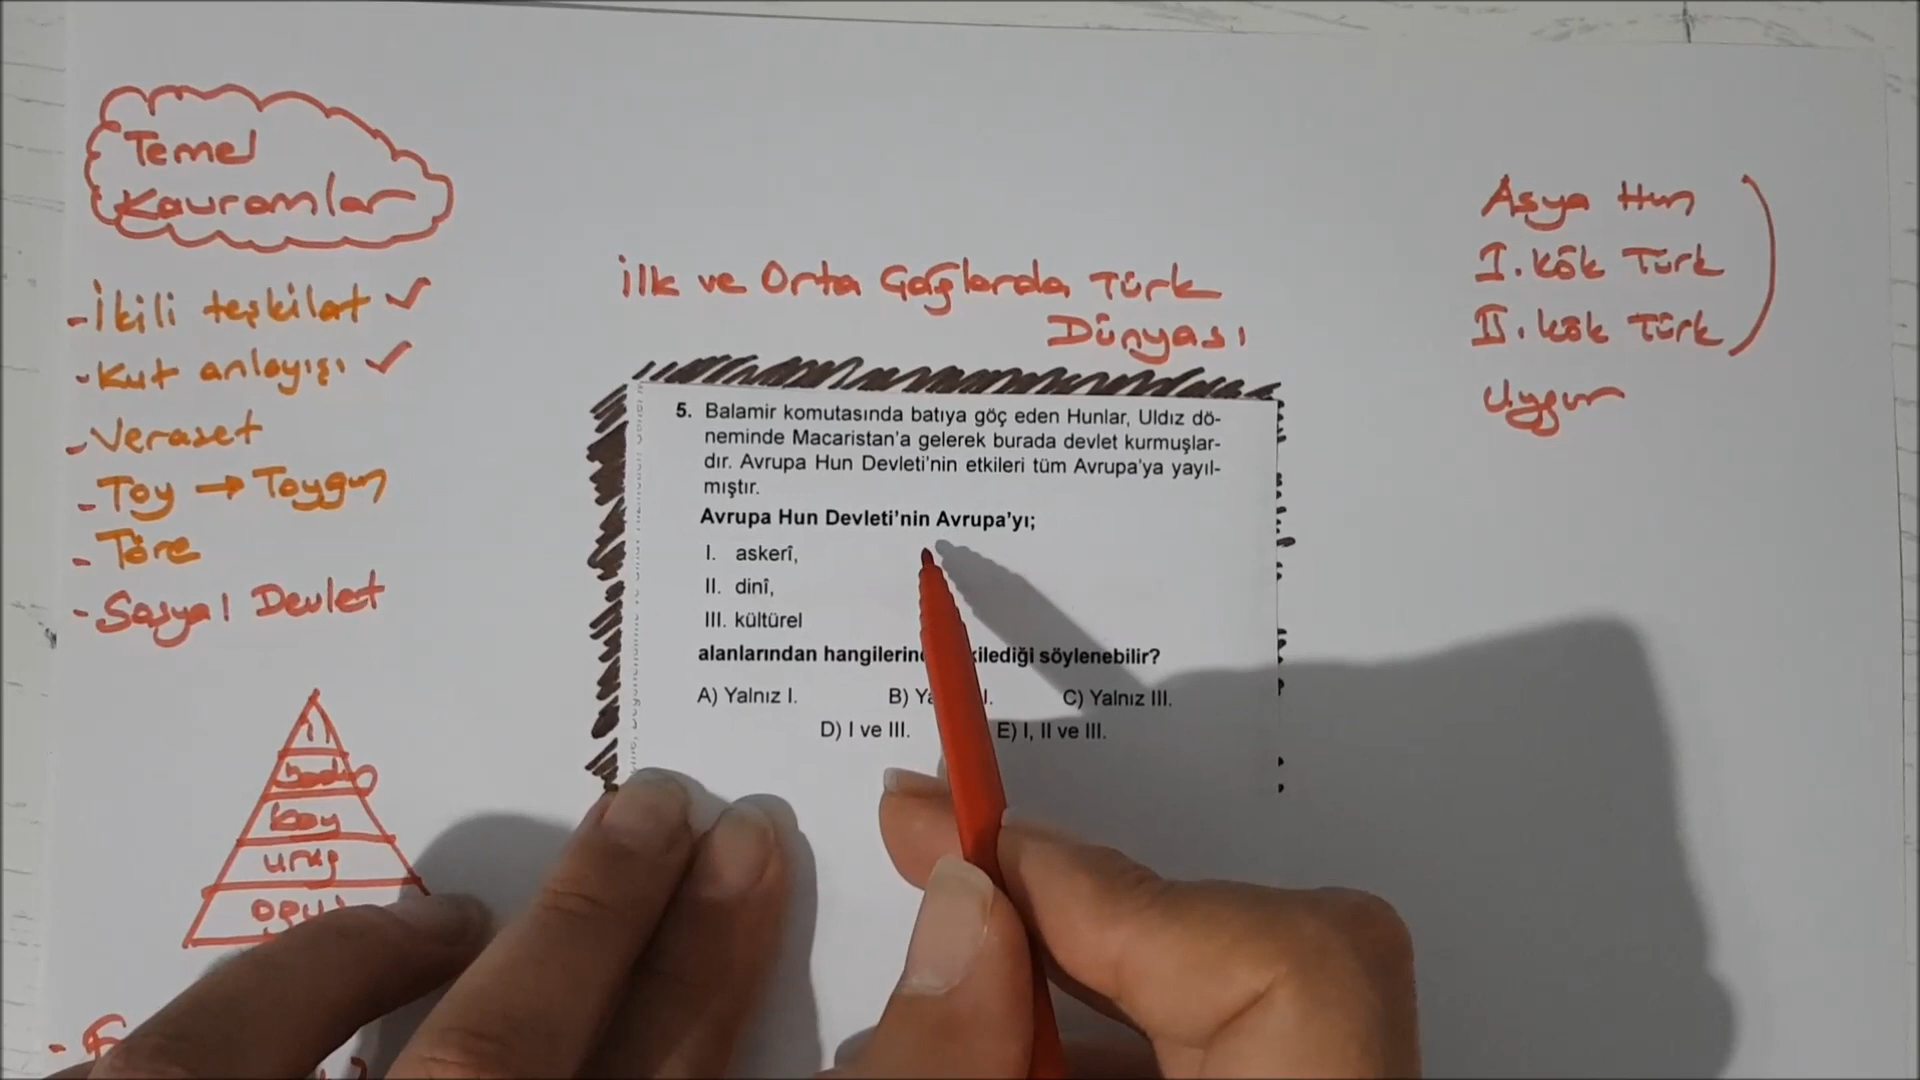 Temel
Kavramlar
- İkili teşkilat ✓
- Kut anlayışı ✓
- Veraset
- Toy → Toygun
- Töre
- Sosyal Devlet
boy
uruş
İlk ve Orta Çağlarda Türk
Dünyası
5. Balamir komutasında batıya göç eden Hunlar, Uldız dö-
neminde Macaristan'a gelerek burada devlet kurmuşlar-
dır. Avrupa Hun Devleti'nin etkileri tüm Avrupa'ya yayıl-
mıştır.
Avrupa Hun Devleti'nin Avrupa'yı;
I. askerî,
II. dinî,
III. kültürel
alanlarından hangilerin kilediği söylenebilir?
A) Yalnız I. B) I. C) Yalnız III.
D) I ve III. E) I, II ve III.
Asya Hun
I. kök Türk
II. kök Türk
Uygur